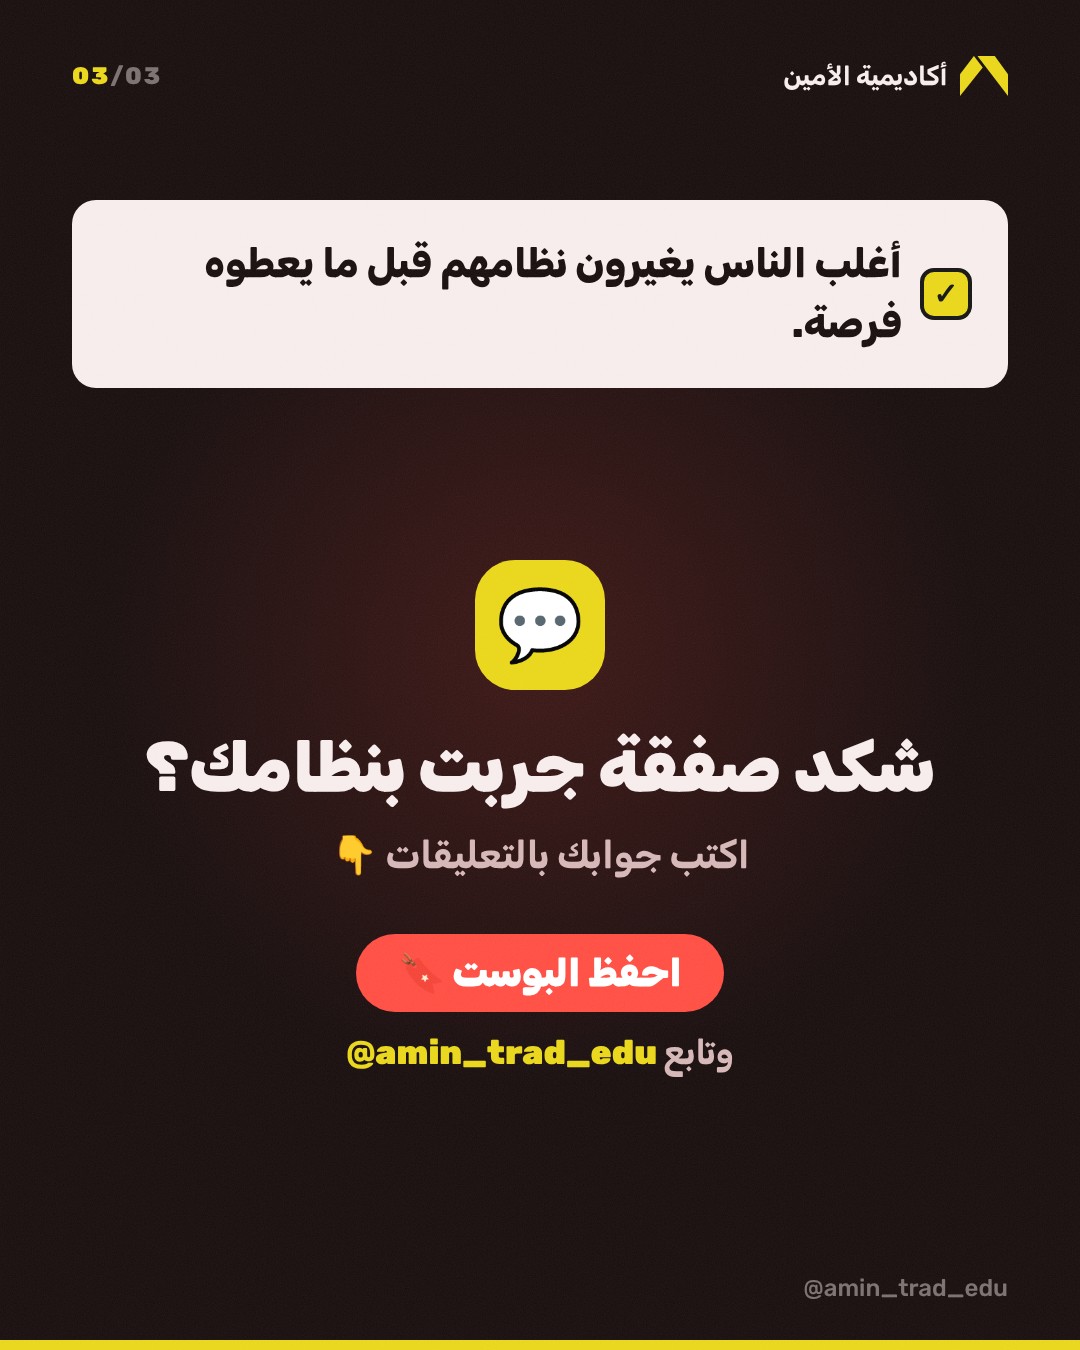 أكاديمية الأمين
03/03
أغلب الناس يغيرون نظامهم قبل ما يعطوه
فرصة.
شكد صفقة جربت بنظامك؟
اكتب جوابك بالتعليقات 👇
احفظ البوست 🔖
وتابع @amin_trad_edu
@amin_trad_edu